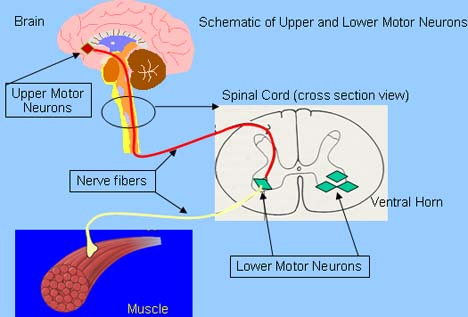 Brain
Schematic of Upper and Lower Motor Neurons
Upper Motor
Neurons
Spinal Cord (cross section view)
Nerve fibers
Ventral Horn
Lower Motor Neurons
Muscle